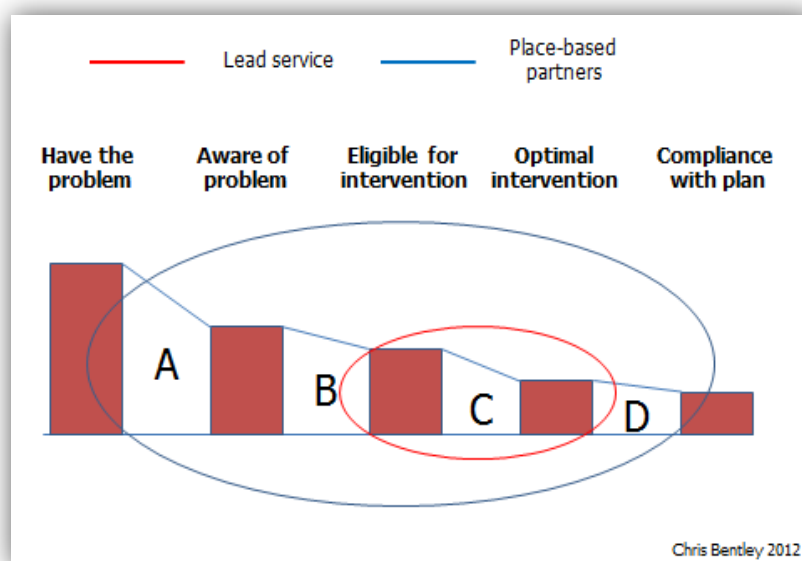 Lead service
Place-based
partners
Have the
problem
Aware of
problem
Eligible for
intervention
Optimal
intervention
Compliance
with plan
A
B
C
D
Chris Bentley 2012